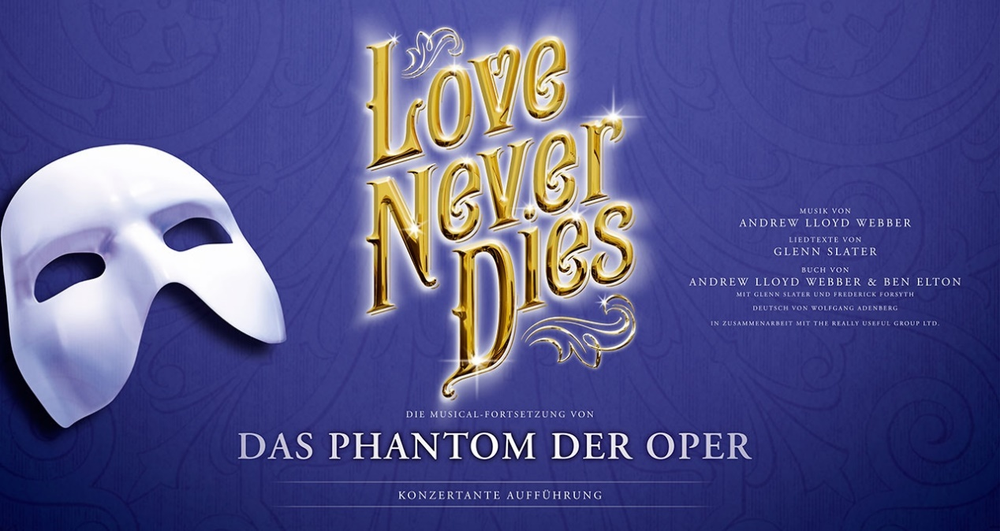 Love
Never
Dies
MUSIK VON
ANDREW LLOYD WEBBER
LIEDTEXTE VON
GLENN SLATER
BUCH VON
ANDREW LLOYD WEBBER & BEN ELTON
MIT GLENN SLATER UND FREDERICK FORSYTH
DEUTSCH VON WOLFGANG ADENBERG
IN ZUSAMMENARBEIT MIT THE REALLY USEFUL GROUP LTD.
DIE MUSICAL-FORTSETZUNG VON
DAS PHANTOM DER OPER
KONZERTANTE AUFFÜHRUNG